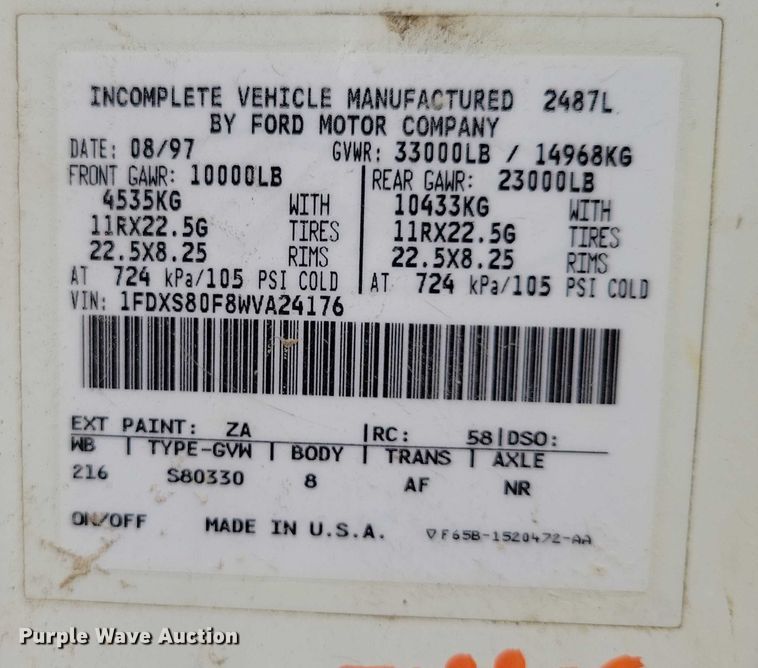 INCOMPLETE VEHICLE MANUFACTURED 2487L
BY FORD MOTOR COMPANY
DATE: 08/97 GVWR: 33000LB / 14968KG
FRONT GAWR: 10000LB REAR GAWR: 23000LB
4535KG WITH 10433KG WITH
11RX22.5G TIRES 11RX22.5G TIRES
22.5X8.25 RIMS 22.5X8.25 RIMS
AT 724 kPa/105 PSI COLD AT 724 kPa/105 PSI COLD
VIN: 1FDXS80F8WVA24176
EXT PAINT: ZA RC: 58 DSO:
WB TYPE-GVW BODY TRANS AXLE
216 S80330 8 AF NR
ON/OFF MADE IN U.S.A. ▽F65B-1520472-AA
Purple Wave Auction